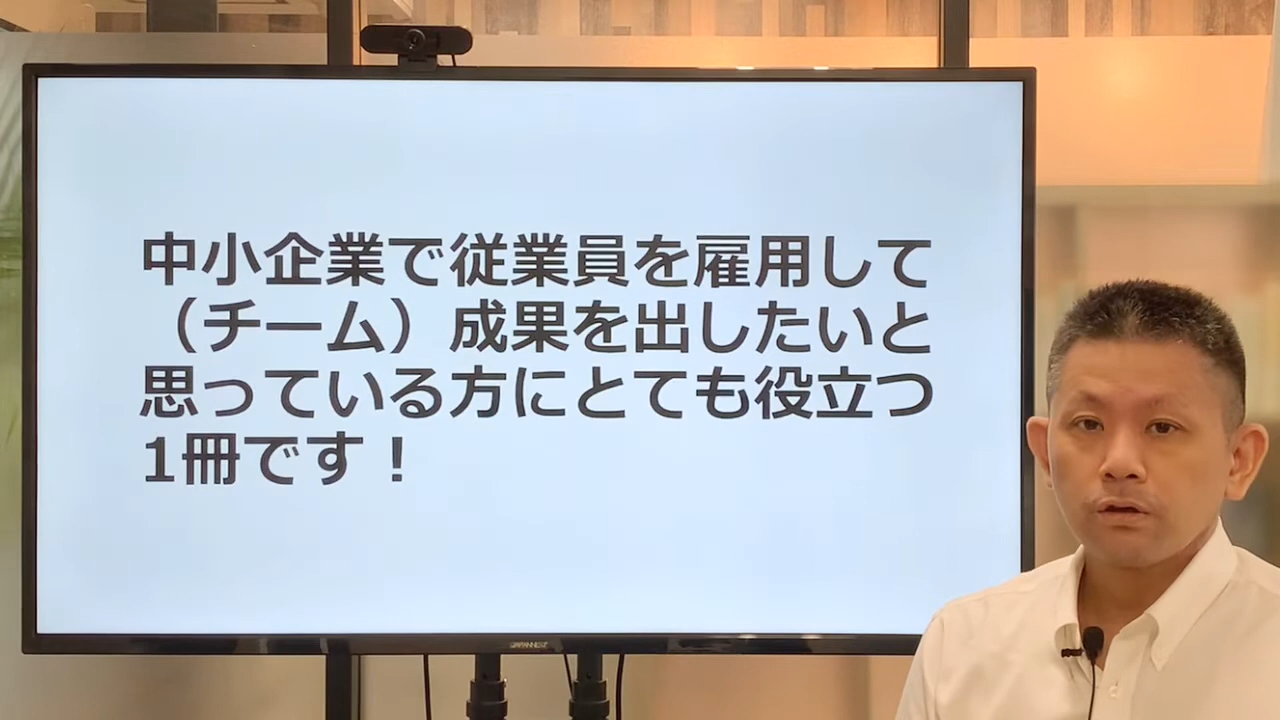 中小企業で従業員を雇用して
（チーム）成果を出したいと
思っている方にとても役立つ
1冊です！
JAPANNEXT